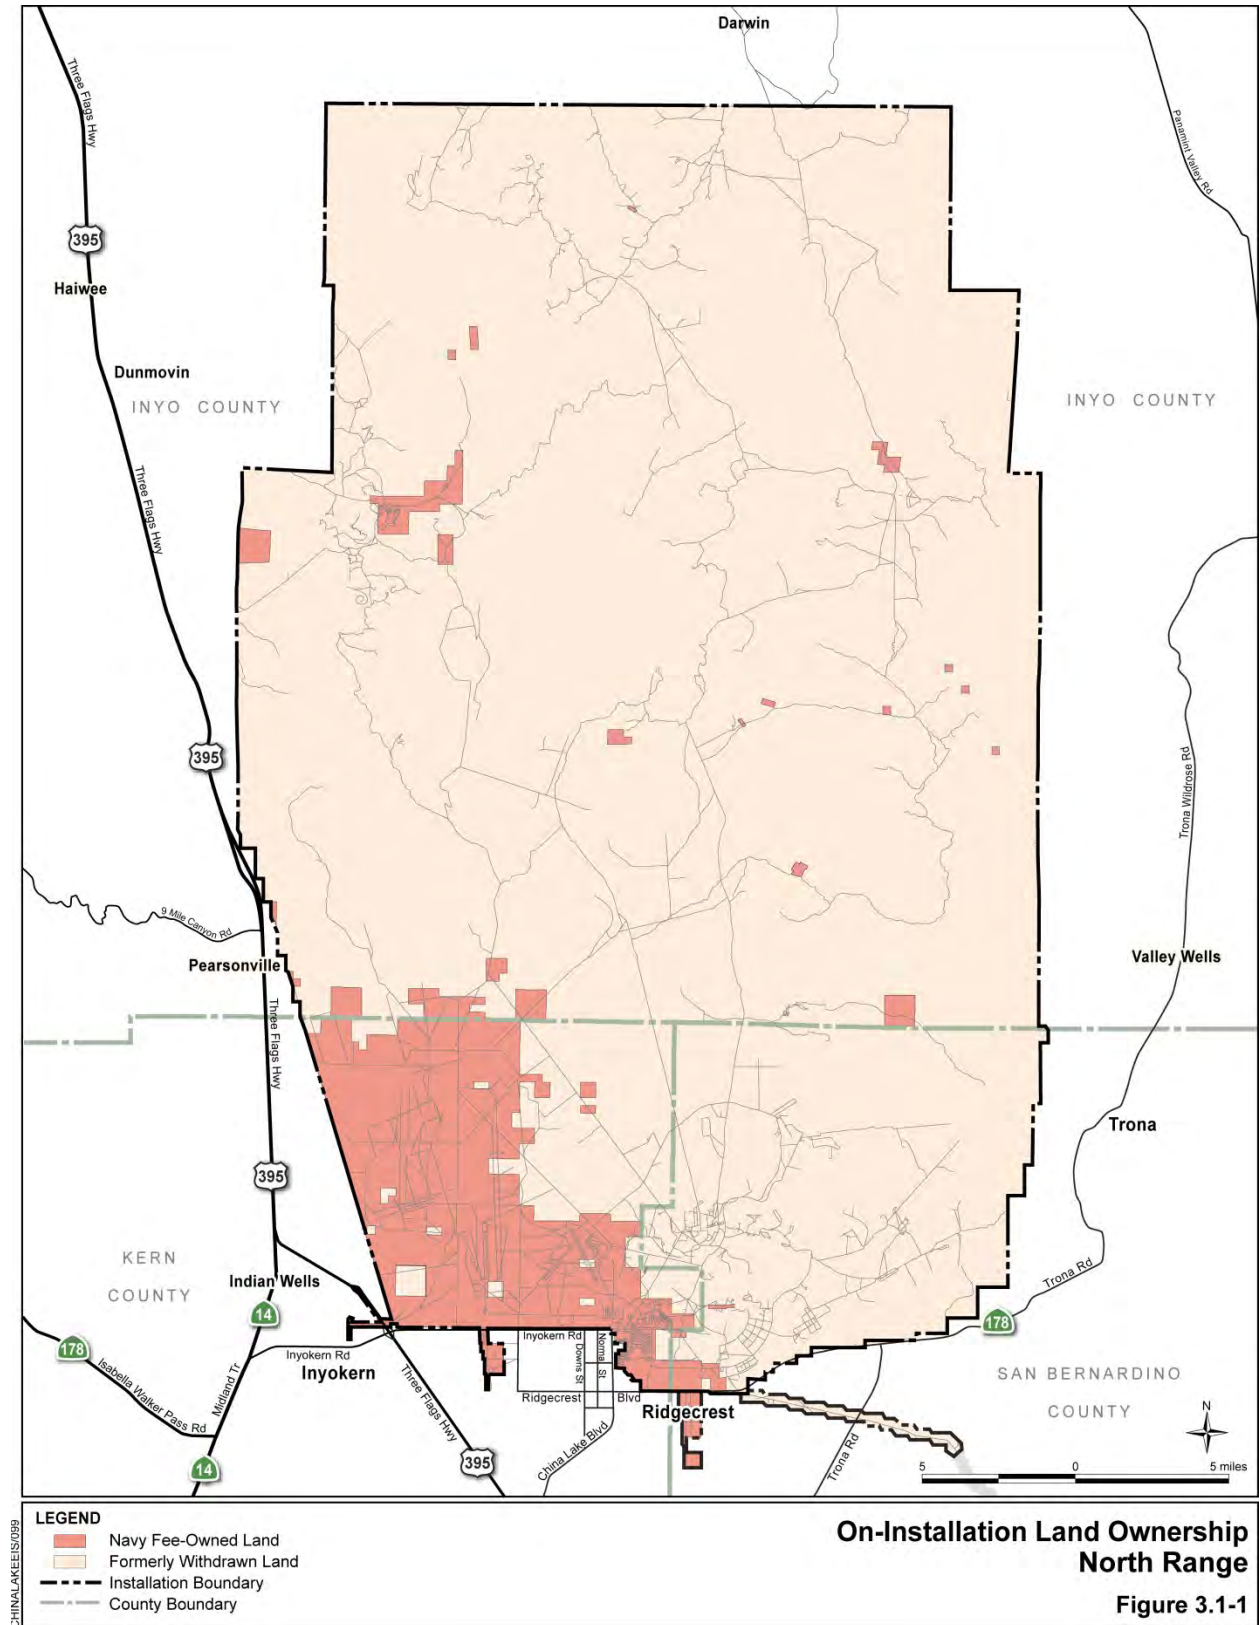 Darwin
Three Flags Hwy
Panamint Valley Rd
395
Haiwee
Dunmovin
INYO COUNTY
INYO COUNTY
Three Flags Hwy
395
Trona Wildrose Rd
9 Mile Canyon Rd
Pearsonville
Valley Wells
Three Flags Hwy
Trona
395
KERN
COUNTY
Indian Wells
14
Trona Rd
178
178
Inyokern Rd
Inyokern Rd
Downs St
Norma St
Inyokern
Isabella Walker Pass Rd
Midland Tr
Three Flags Hwy
Ridgecrest Blvd
Ridgecrest
SAN BERNARDINO
COUNTY
China Lake Blvd
Trona Rd
N
14
395
5 0 5 miles
CHINALAKEEIS/099
LEGEND
Navy Fee-Owned Land
Formerly Withdrawn Land
Installation Boundary
County Boundary
On-Installation Land Ownership
North Range
Figure 3.1-1